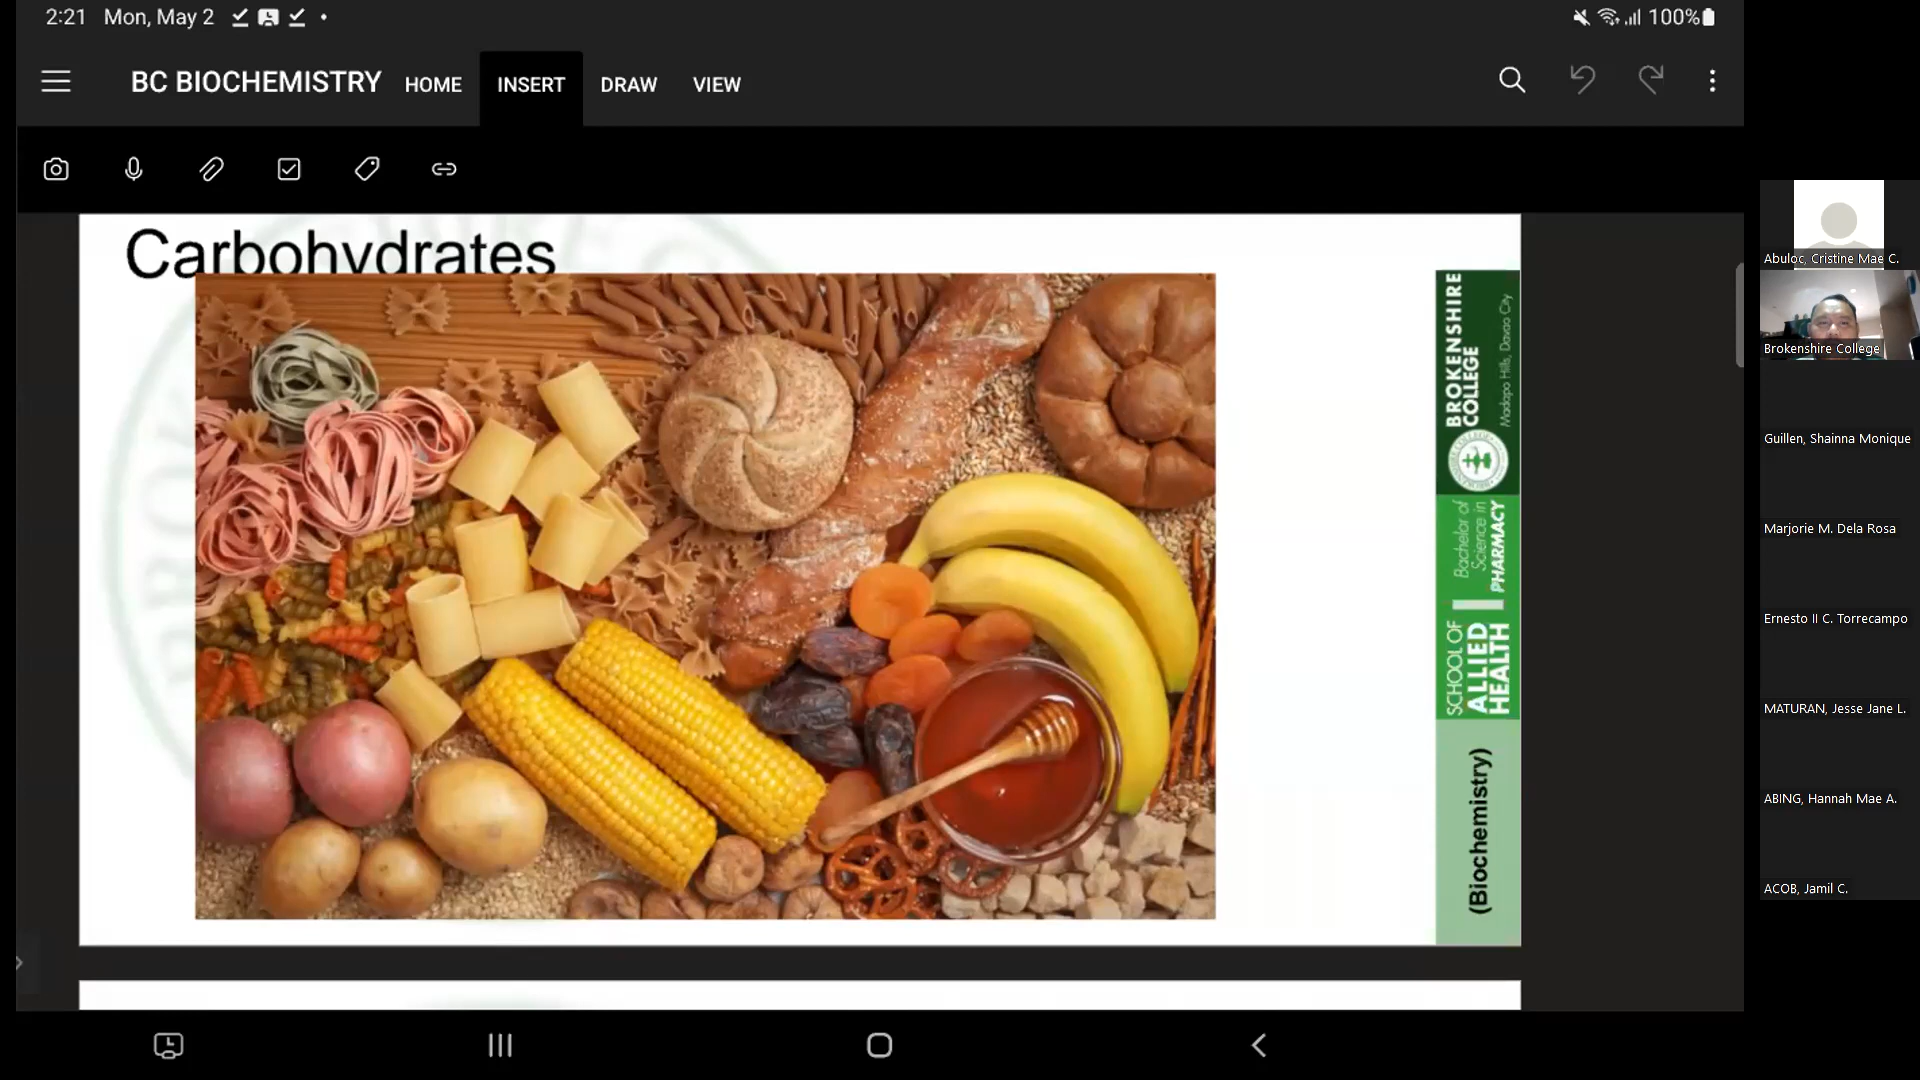 2:21 Mon, May 2
100%
BC BIOCHEMISTRY
HOME
INSERT
DRAW
VIEW
Carbohydrates
BROKENSHIRE
COLLEGE
Madapo Hills, Davao City
Bachelor of
Science in
PHARMACY
SCHOOL OF
ALLIED
HEALTH
(Biochemistry)
Abuloc, Cristine Mae C.
Brokenshire College
Guillen, Shainna Monique
Marjorie M. Dela Rosa
Ernesto II C. Torrecampo
MATURAN, Jesse Jane L.
ABING, Hannah Mae A.
ACOB, Jamil C.